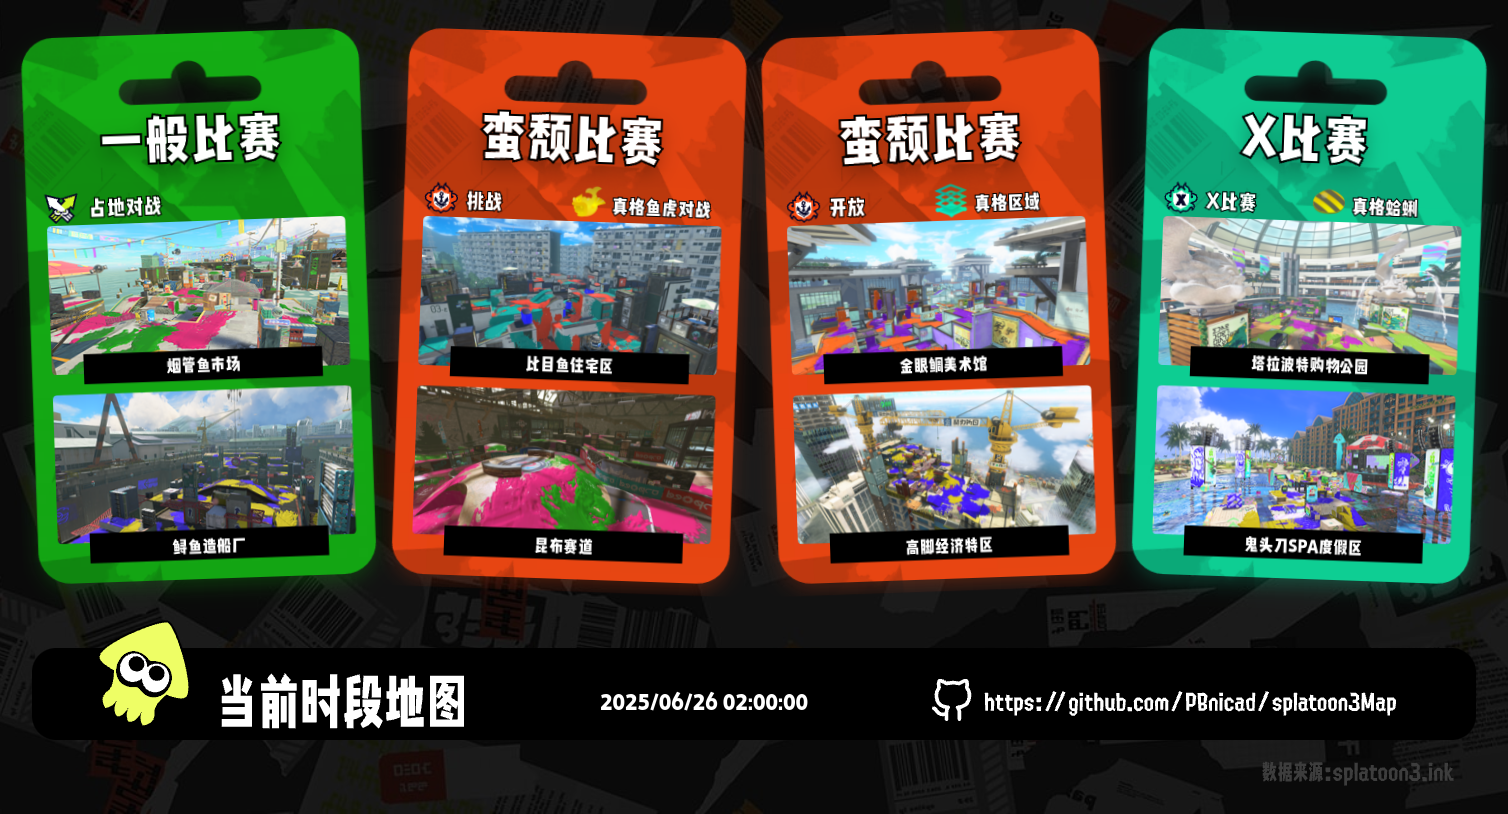 一般比赛
占地对战
烟管鱼市场
鲟鱼造船厂
蛮颓比赛
挑战
真格鱼虎对战
比目鱼住宅区
昆布赛道
蛮颓比赛
开放
真格区域
金眼鲷美术馆
高脚经济特区
X比赛
X比赛
真格蛤蜊
塔拉波特购物公园
鬼头刀SPA度假区
当前时段地图
2025/06/26 02:00:00
https://github.com/PBnicad/splatoon3Map
数据来源:splatoon3.ink